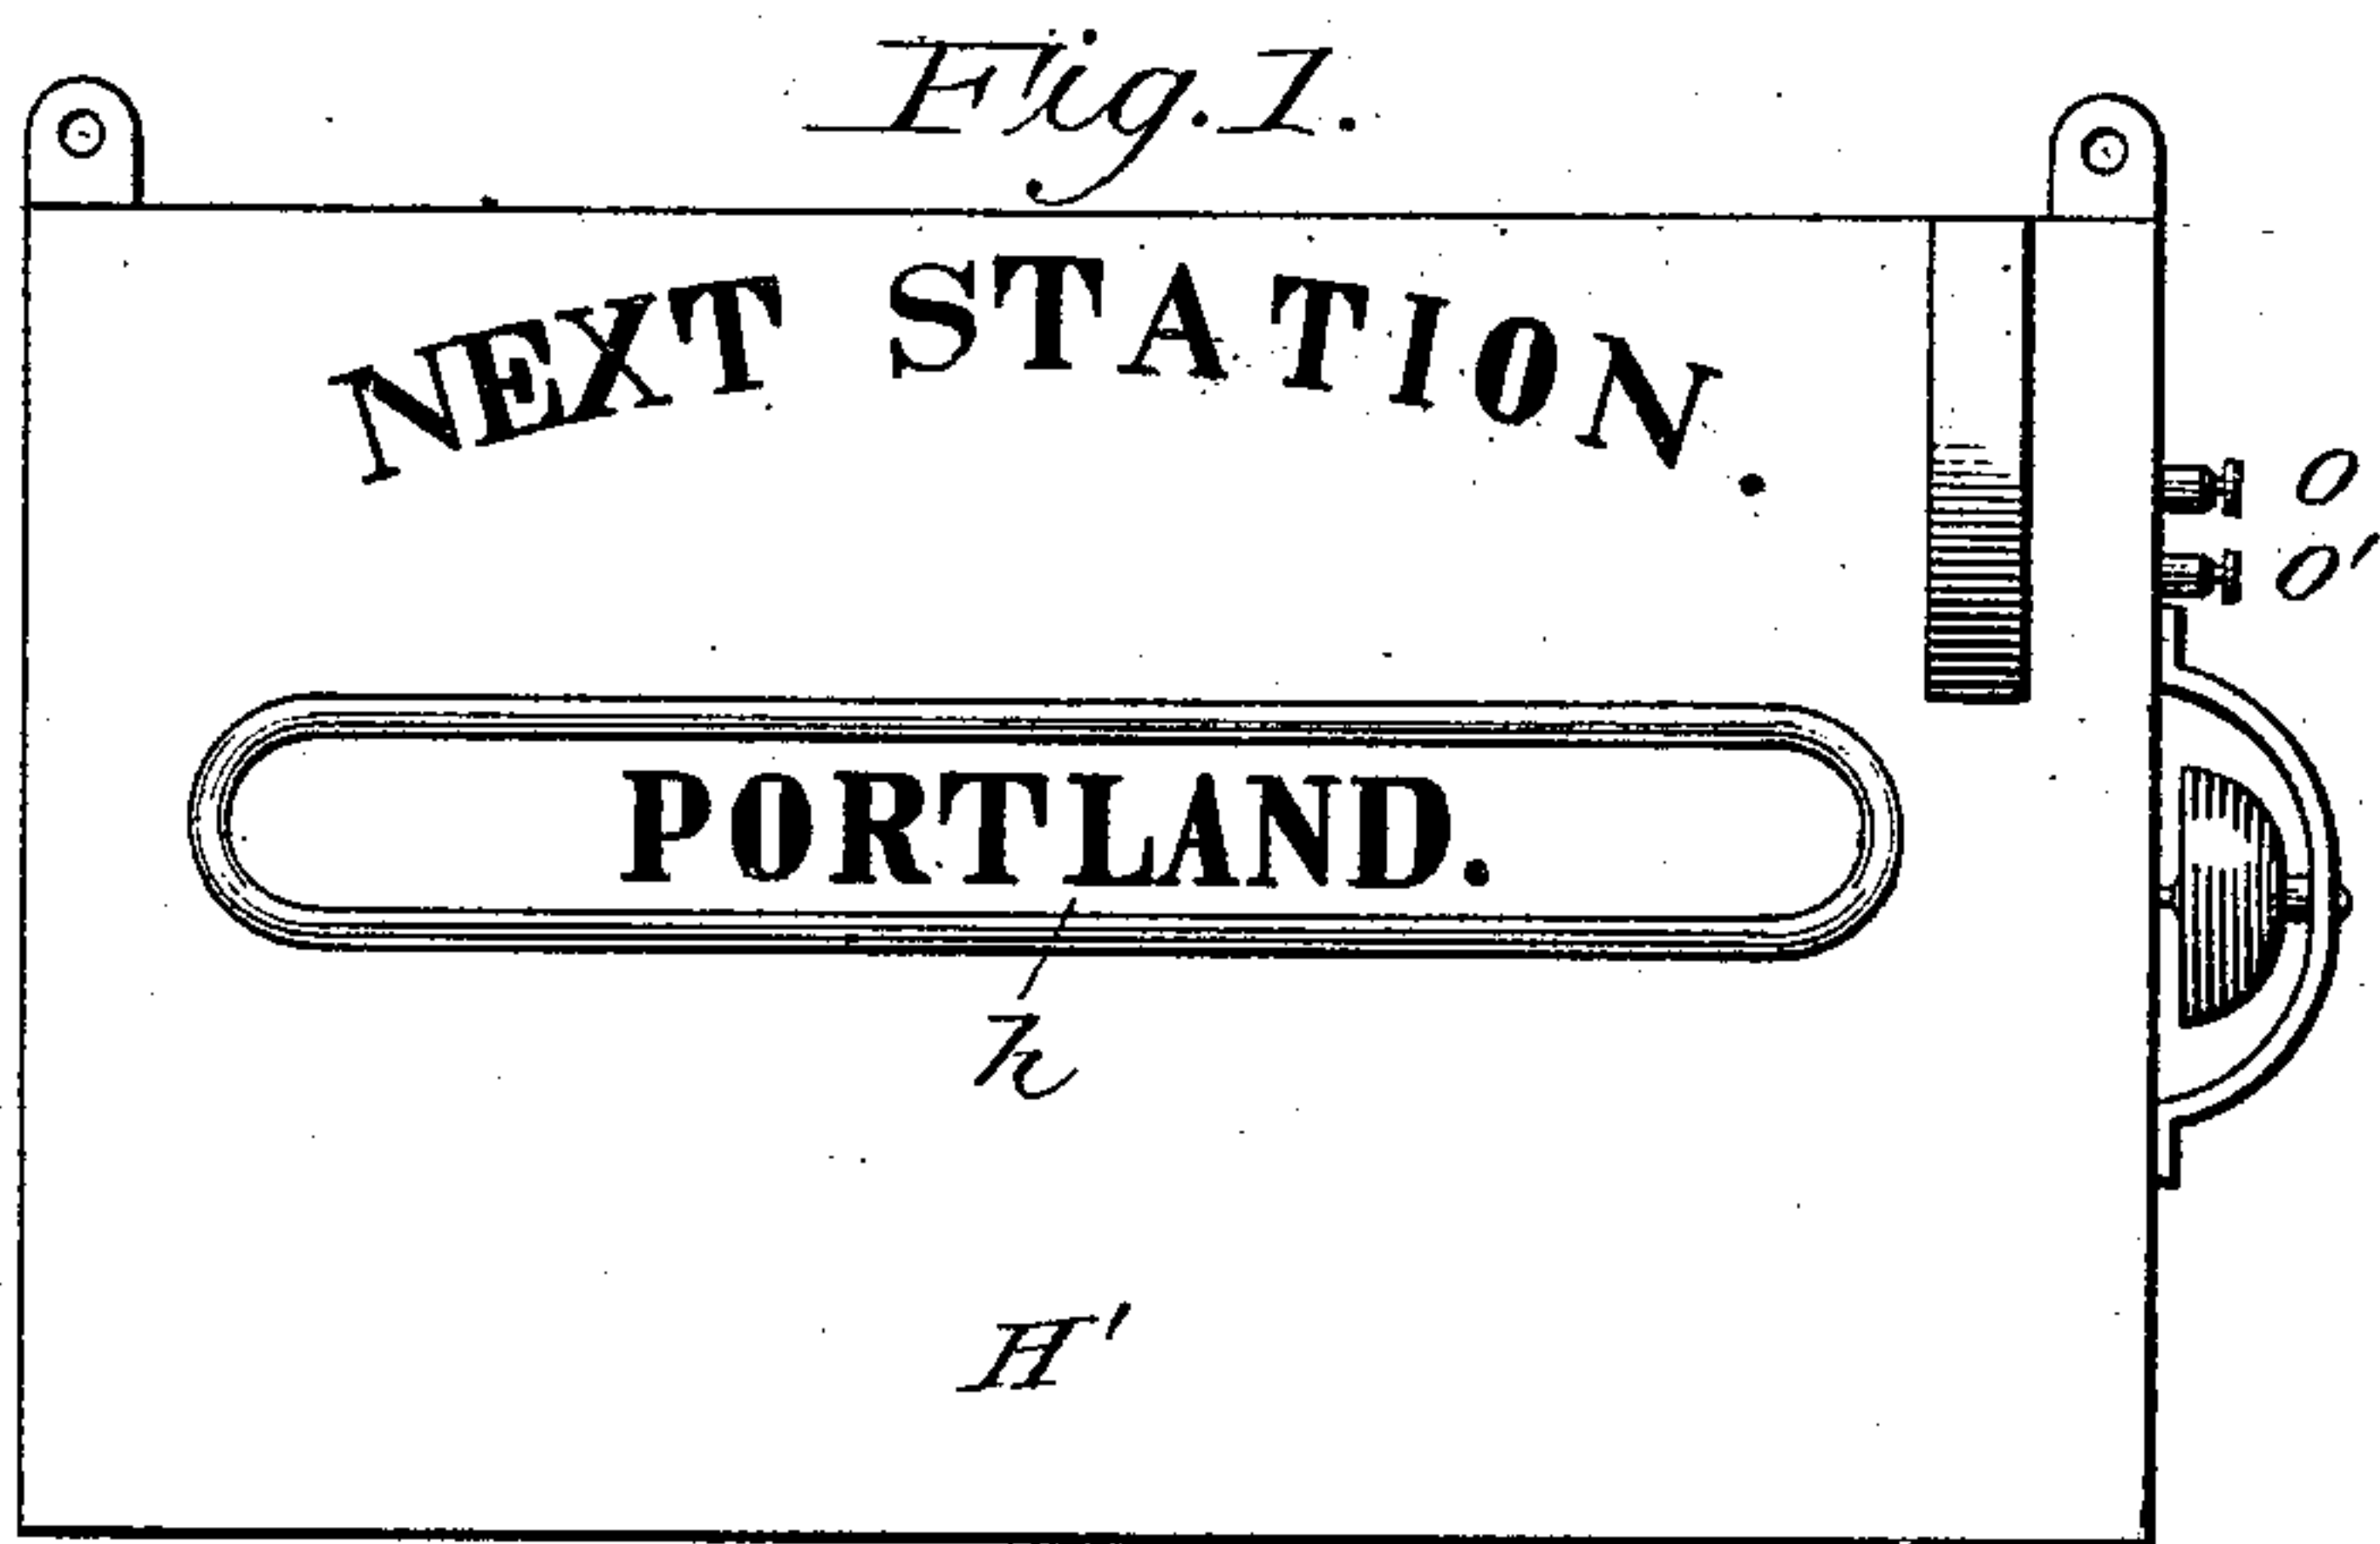 Fig. 1.
NEXT STATION.
O
O'
PORTLAND.
h
H'